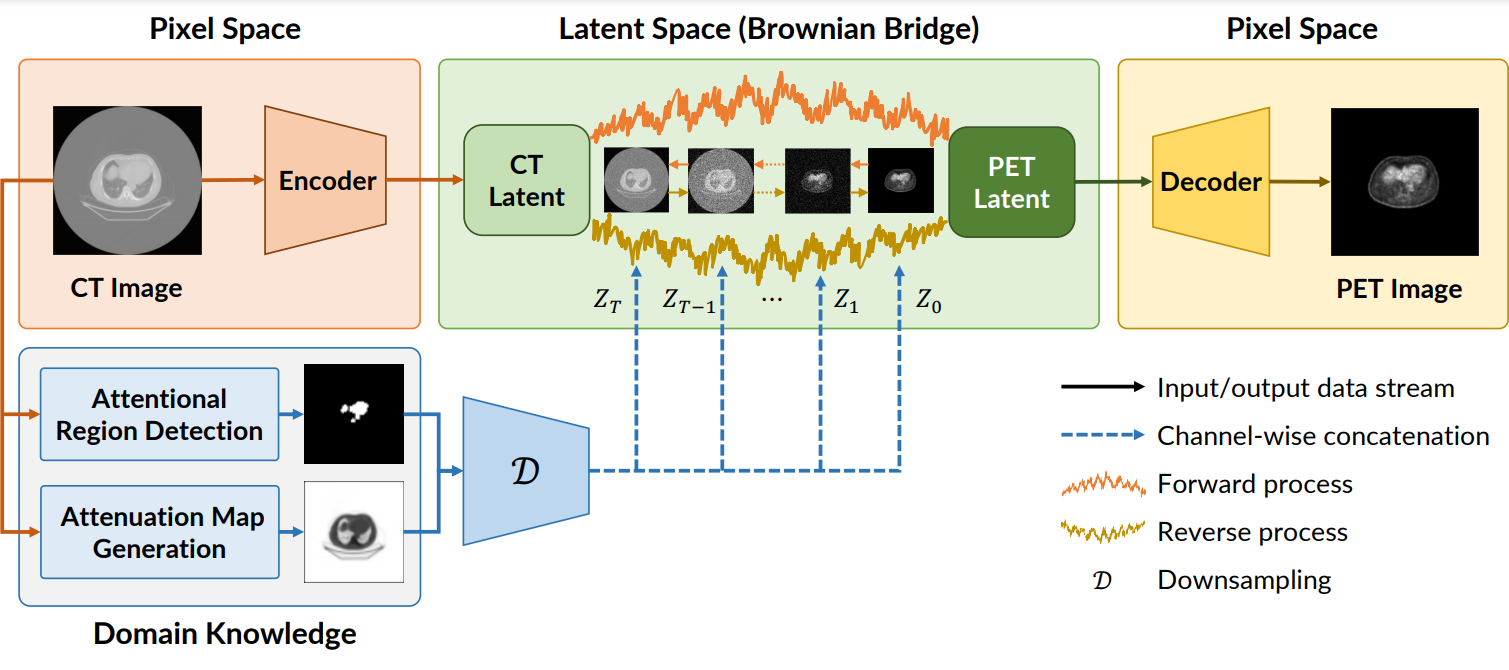 Pixel Space
Latent Space (Brownian Bridge)
Pixel Space
CT Image
Encoder
CT
Latent
PET
Latent
Z_T
Z_{T−1}
...
Z_1
Z_0
Decoder
PET Image
Attentional
Region Detection
Attenuation Map
Generation
Domain Knowledge
𝒟
Input/output data stream
Channel-wise concatenation
Forward process
Reverse process
𝒟 Downsampling